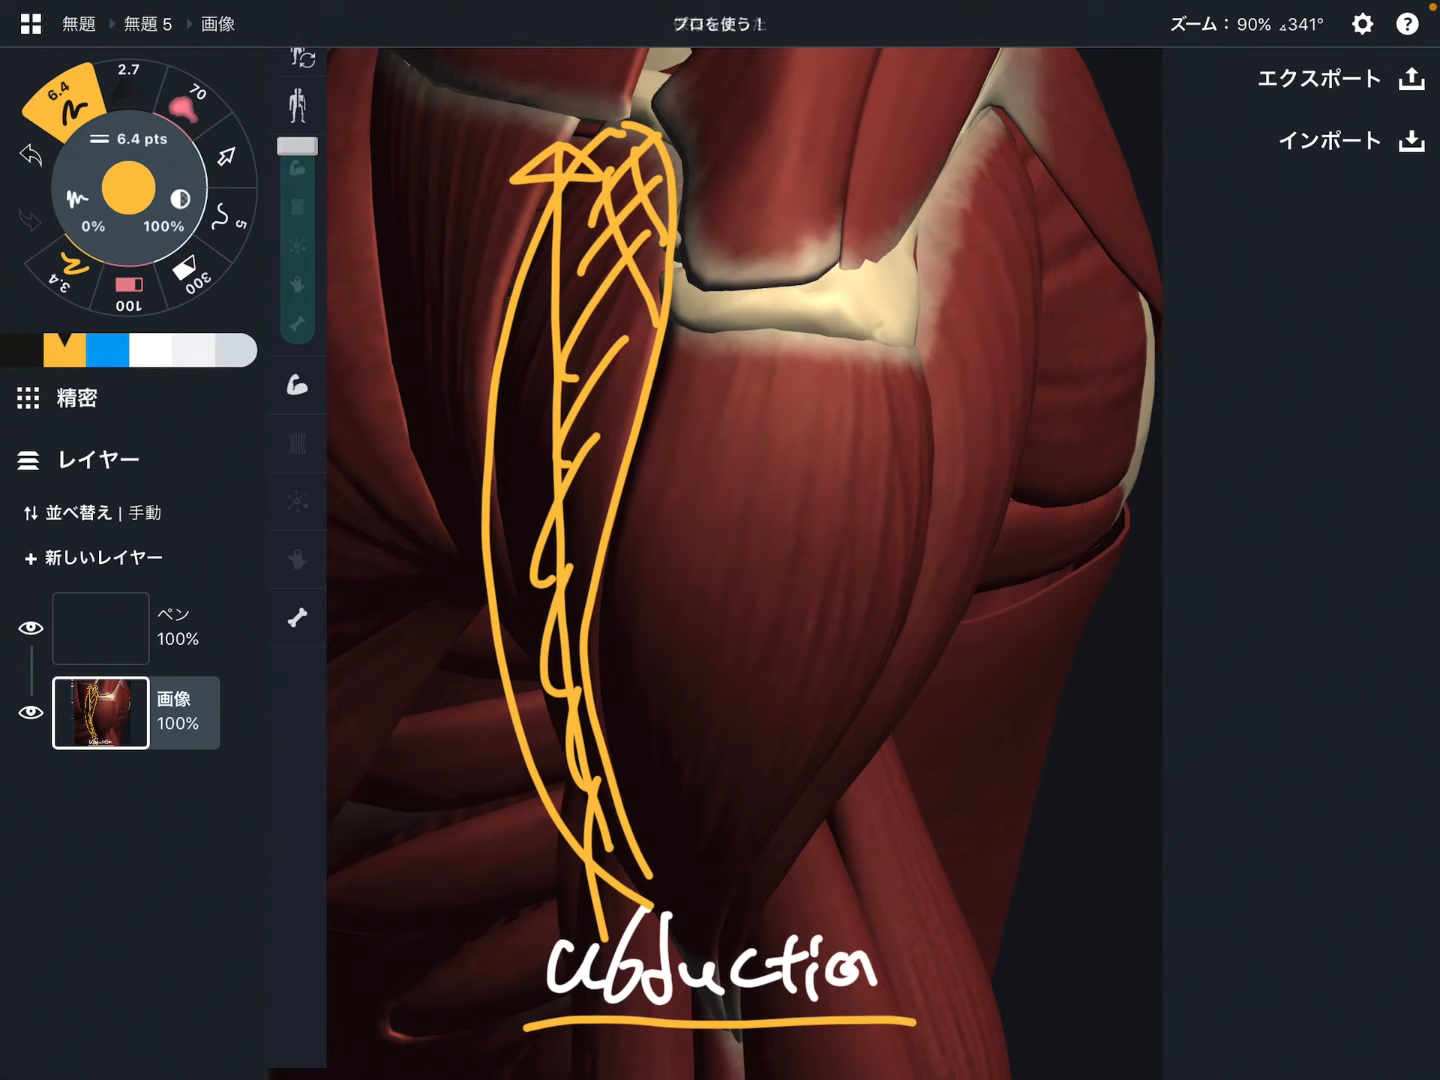 無題 無題 5 画像
プロを使う!
ズーム:90% ⊿341°
エクスポート
インポート
6.4
2.7
70
5
300
100
3.4
6.4 pts
0% 100%
精密
レイヤー
並べ替え | 手動
+ 新しいレイヤー
ペン
100%
画像
100%
abduction